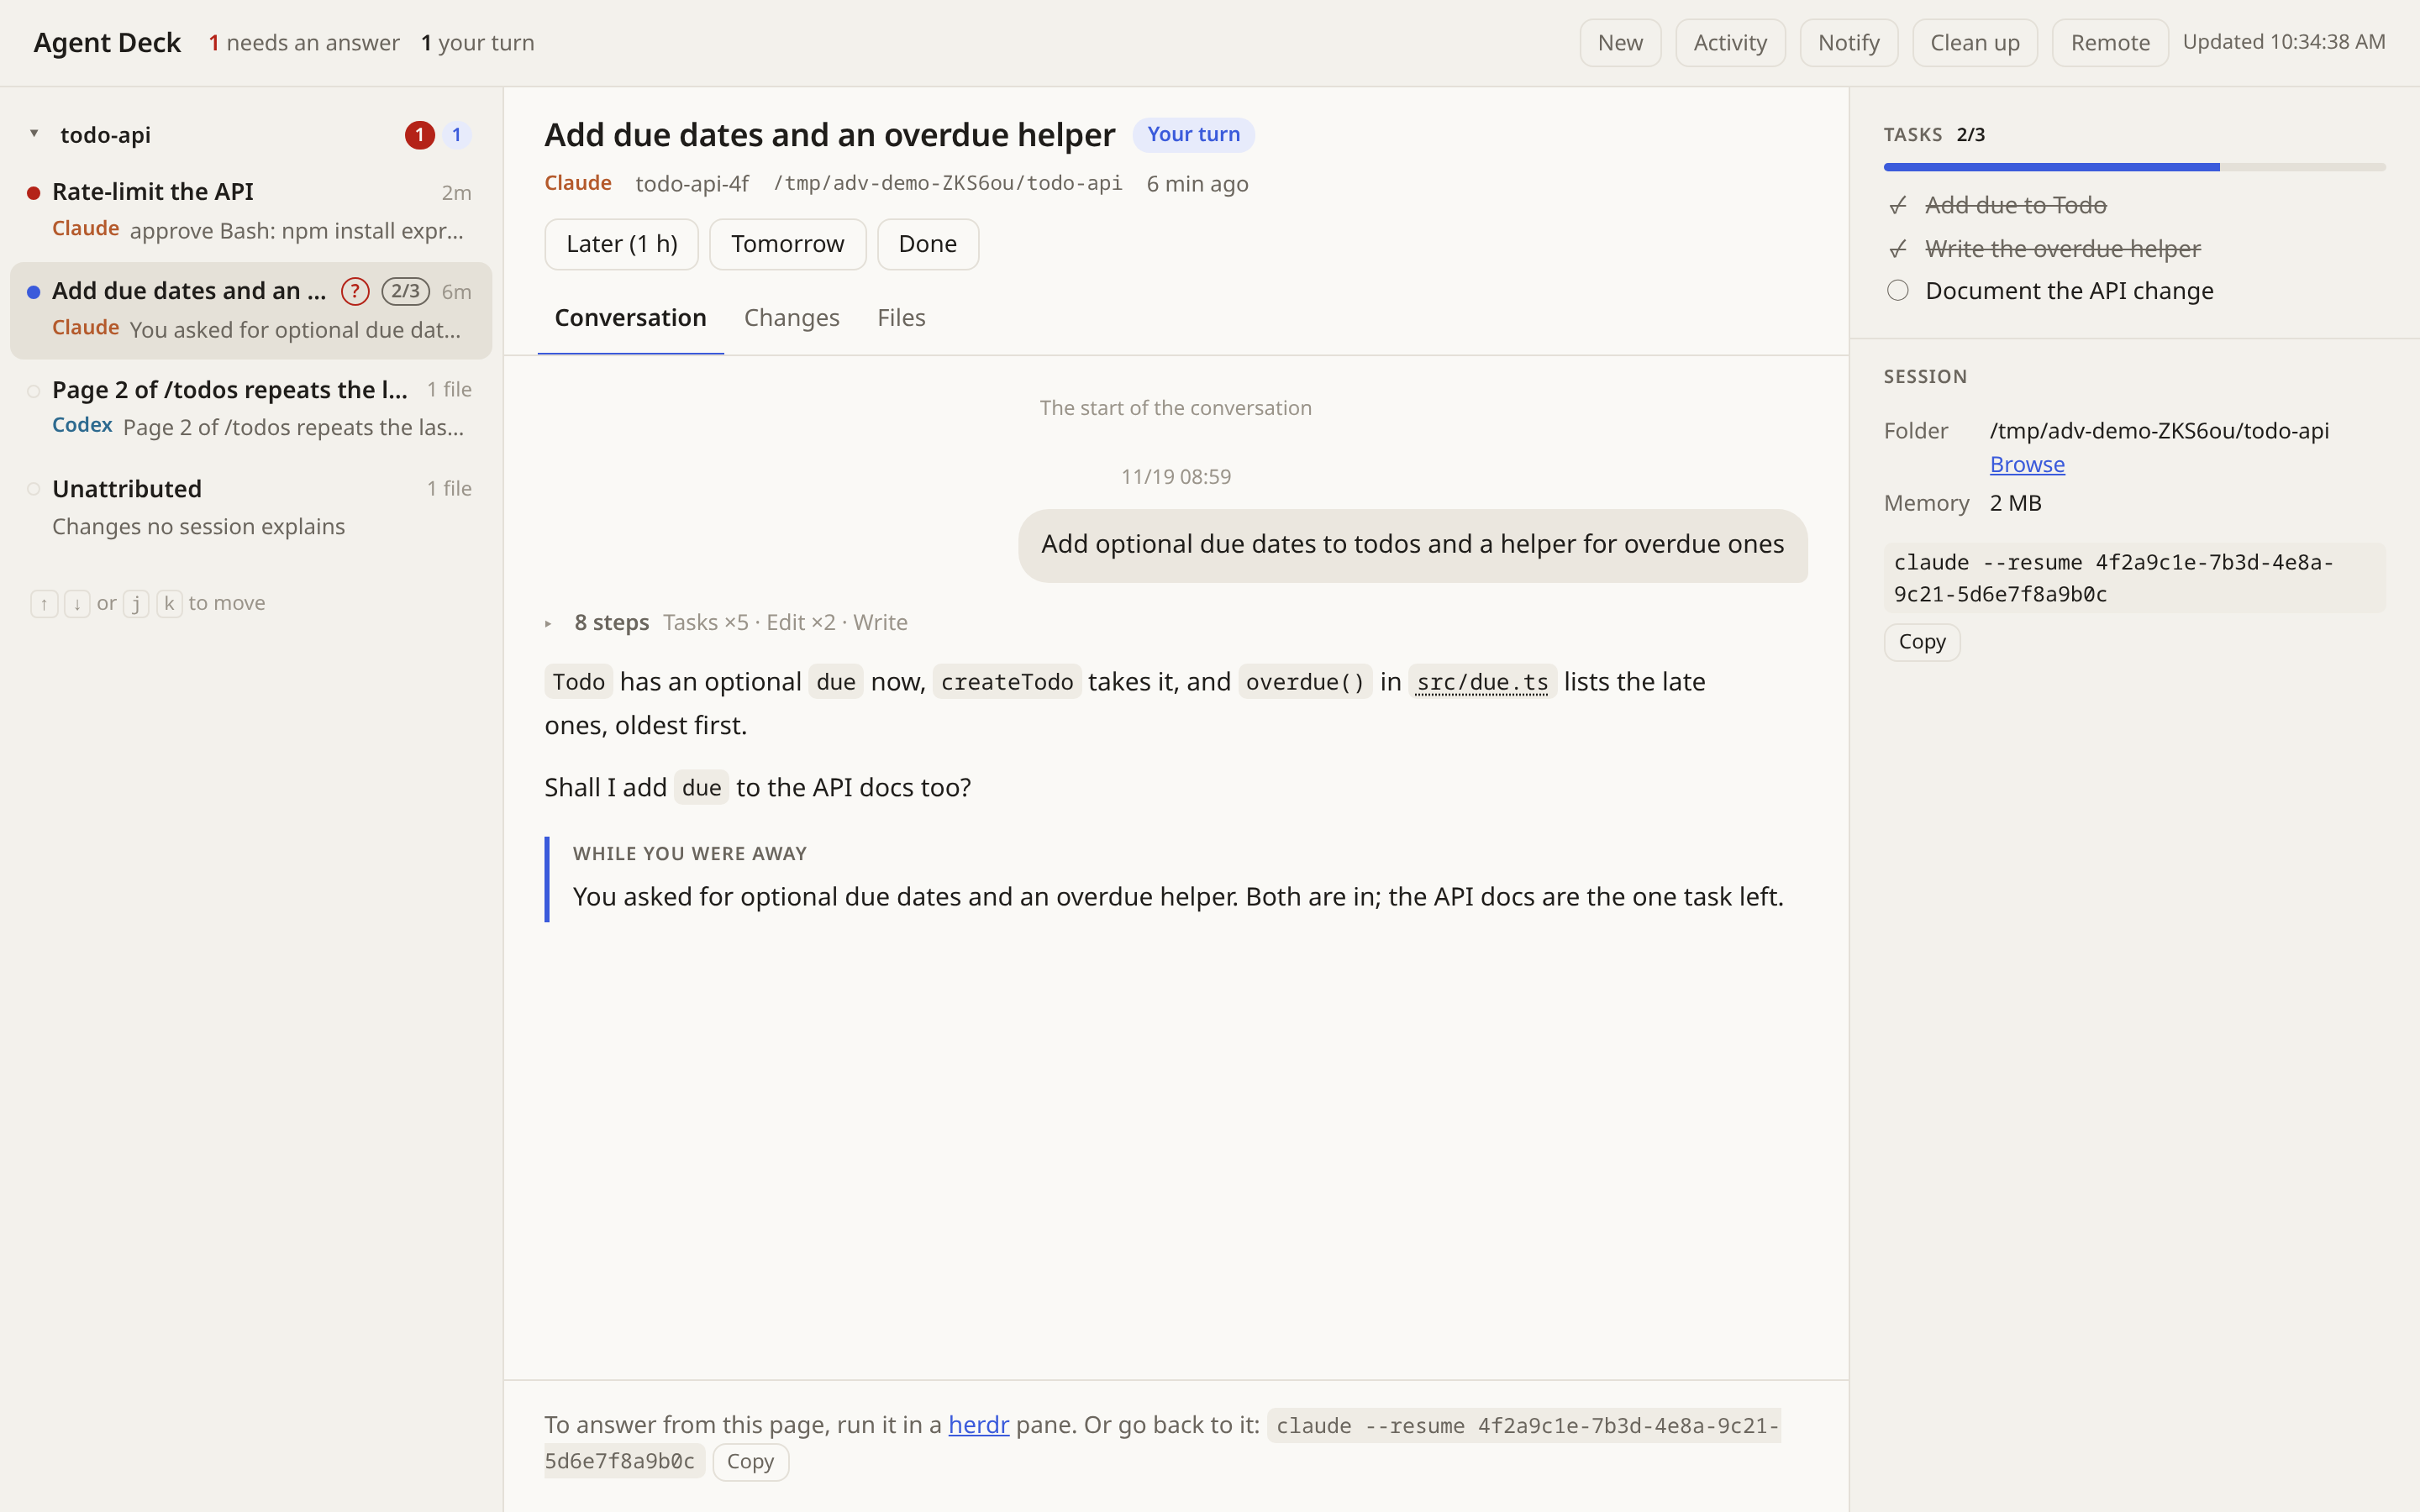 Agent Deck 1 needs an answer 1 your turn New Activity Notify Clean up Remote Updated 10:34:38 AM
todo-api 1 1
Rate-limit the API 2m
Claude approve Bash: npm install expr...
Add due dates and an ... ? 2/3 6m
Claude You asked for optional due dat...
Page 2 of /todos repeats the l... 1 file
Codex Page 2 of /todos repeats the las...
Unattributed 1 file
Changes no session explains
↑ ↓ or j k to move
Add due dates and an overdue helper Your turn
Claude todo-api-4f /tmp/adv-demo-ZKS6ou/todo-api 6 min ago
Later (1 h) Tomorrow Done
Conversation Changes Files
The start of the conversation
11/19 08:59
Add optional due dates to todos and a helper for overdue ones
8 steps Tasks ×5 · Edit ×2 · Write
Todo has an optional due now, createTodo takes it, and overdue() in src/due.ts lists the late
ones, oldest first.
Shall I add due to the API docs too?
WHILE YOU WERE AWAY
You asked for optional due dates and an overdue helper. Both are in; the API docs are the one task left.
To answer from this page, run it in a herdr pane. Or go back to it: claude --resume 4f2a9c1e-7b3d-4e8a-9c21-
5d6e7f8a9b0c Copy
TASKS 2/3
✓ Add due to Todo
✓ Write the overdue helper
Document the API change
SESSION
Folder /tmp/adv-demo-ZKS6ou/todo-api
Browse
Memory 2 MB
claude --resume 4f2a9c1e-7b3d-4e8a-
9c21-5d6e7f8a9b0c
Copy